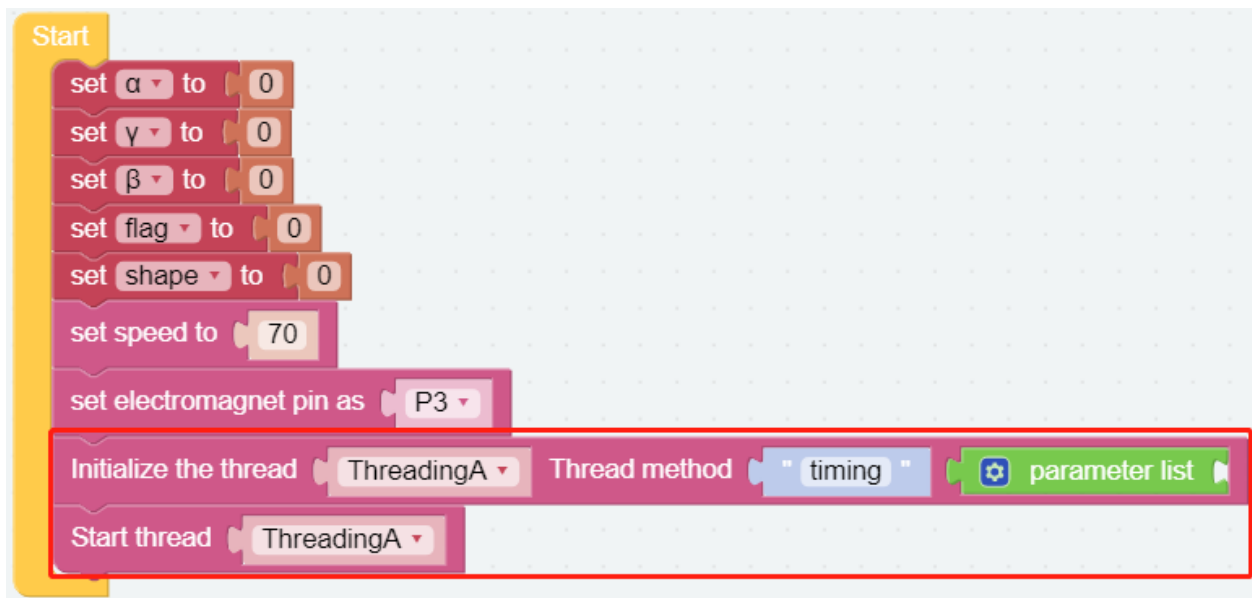 Start
set α to 0
set γ to 0
set β to 0
set flag to 0
set shape to 0
set speed to 70
set electromagnet pin as P3
Initialize the thread ThreadingA Thread method " timing " parameter list
Start thread ThreadingA